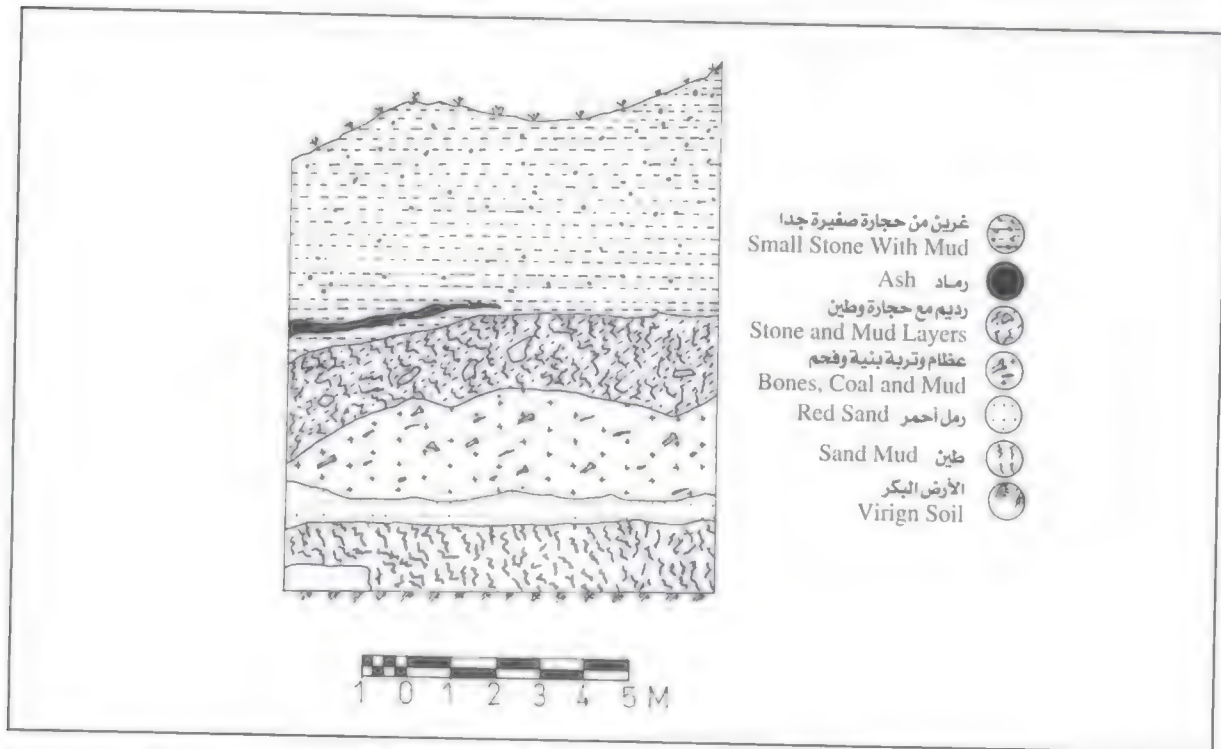 غرين من حجارة صغيرة جدا
Small Stone With Mud
Ash رماد
رديم مع حجارة وطين
Stone and Mud Layers
عظام وتربة بنية وفحم
Bones, Coal and Mud
Red Sand رمل أحمر
Sand Mud طين
الأرض البكر
Virign Soil
1 0 1 2 3 4 5 M